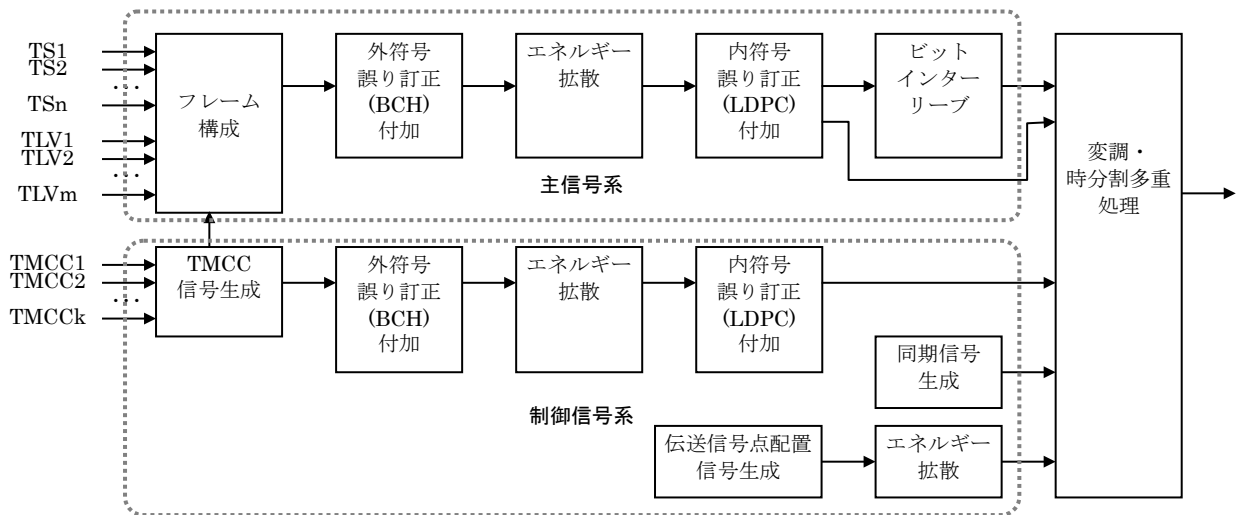 TS1
TS2
…
TSn
TLV1
TLV2
…
TLVm
フレーム
構成
外符号
誤り訂正
(BCH)
付加
エネルギー
拡散
内符号
誤り訂正
(LDPC)
付加
ビット
インター
リーブ
主信号系
変調・
時分割多重
処理
TMCC1
TMCC2
…
TMCCk
TMCC
信号生成
外符号
誤り訂正
(BCH)
付加
エネルギー
拡散
内符号
誤り訂正
(LDPC)
付加
同期信号
生成
制御信号系
伝送信号点配置
信号生成
エネルギー
拡散